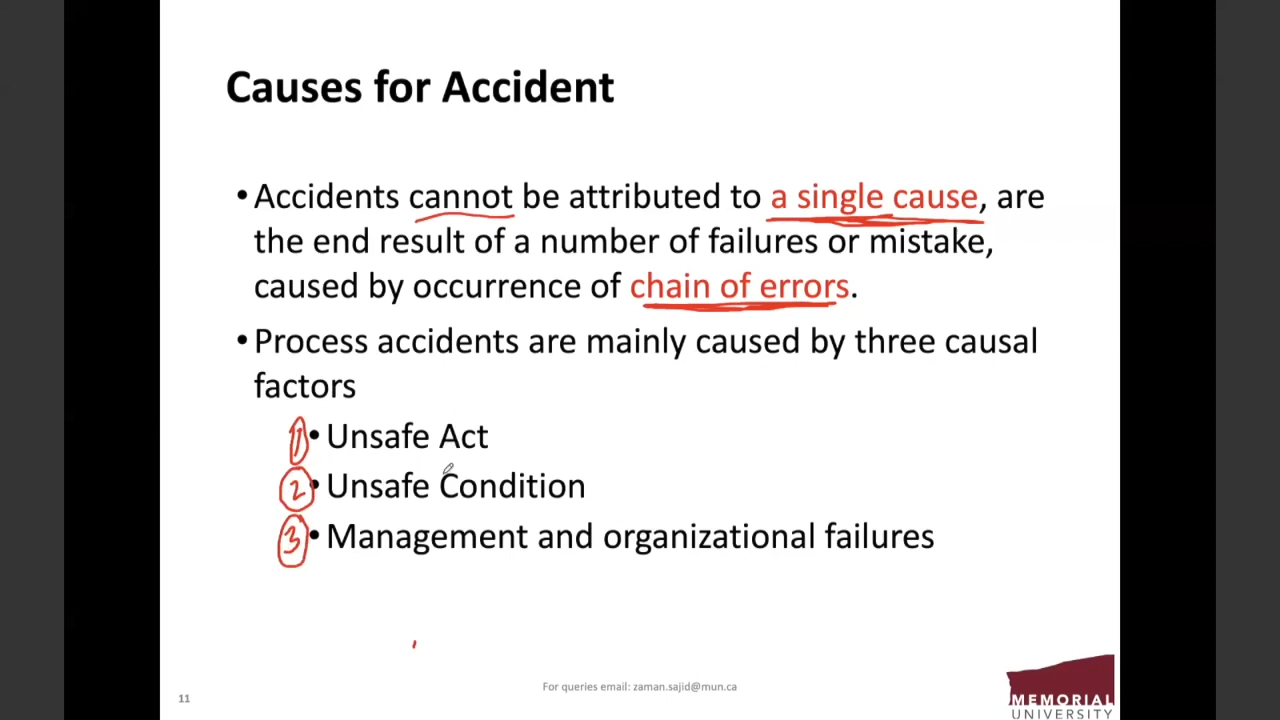 Causes for Accident
•Accidents cannot be attributed to a single cause, are
the end result of a number of failures or mistake,
caused by occurrence of chain of errors.
•Process accidents are mainly caused by three causal
factors
1 •Unsafe Act
2 •Unsafe Condition
3 •Management and organizational failures
11
For queries email: zaman.sajid@mun.ca
MEMORIAL
UNIVERSITY